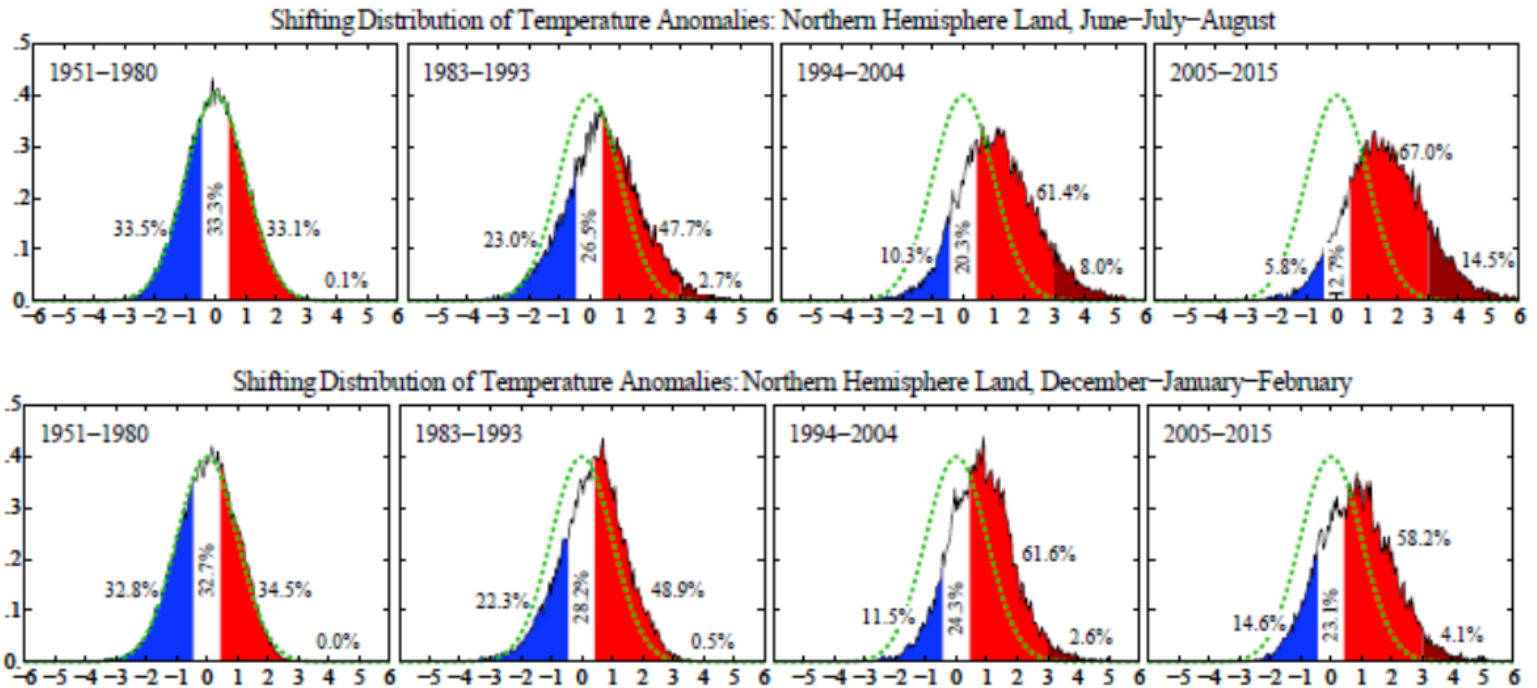 Shifting Distribution of Temperature Anomalies: Northern Hemisphere Land, June−July−August
1951−1980 1983−1993 1994−2004 2005−2015
.5
.4
.3
.2
.1
0.
33.5% 33.3% 33.1% 0.1%
23.0% 26.5% 47.7% 2.7%
10.3% 20.3% 61.4% 8.0%
5.8% 12.7% 67.0% 14.5%
−6 −5 −4 −3 −2 −1 0 1 2 3 4 5 6
−5 −4 −3 −2 −1 0 1 2 3 4 5 6
−5 −4 −3 −2 −1 0 1 2 3 4 5 6
−5 −4 −3 −2 −1 0 1 2 3 4 5 6
Shifting Distribution of Temperature Anomalies: Northern Hemisphere Land, December−January−February
1951−1980 1983−1993 1994−2004 2005−2015
.5
.4
.3
.2
.1
0.
32.8% 32.7% 34.5% 0.0%
22.3% 28.2% 48.9% 0.5%
11.5% 24.3% 61.6% 2.6%
14.6% 23.1% 58.2% 4.1%
−6 −5 −4 −3 −2 −1 0 1 2 3 4 5 6
−5 −4 −3 −2 −1 0 1 2 3 4 5 6
−5 −4 −3 −2 −1 0 1 2 3 4 5 6
−5 −4 −3 −2 −1 0 1 2 3 4 5 6